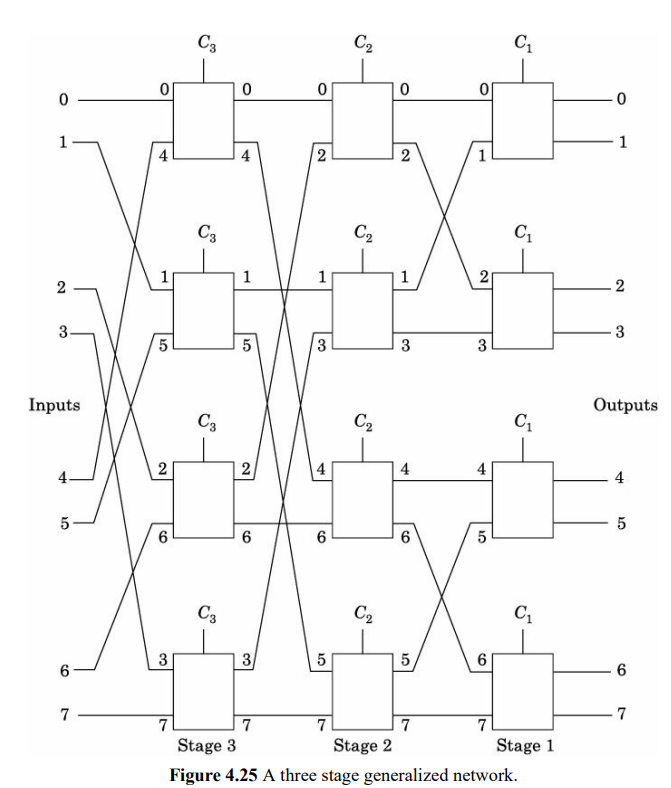 C3 C2 C1
0 0 0 0 0 0 0
1 4 4 2 2 1 1
C3 C2 C1
2 1 1 1 1 2 2
3 5 5 3 3 3 3
Inputs Outputs
C3 C2 C1
4 2 2 4 4 4 4
5 6 6 6 6 5 5
C3 C2 C1
6 3 3 5 5 6 6
7 7 7 7 7 7 7
Stage 3 Stage 2 Stage 1
Figure 4.25 A three stage generalized network.